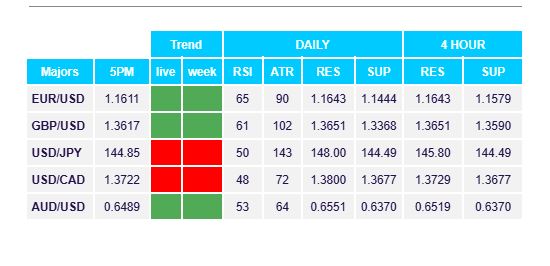 Trend DAILY 4 HOUR
Majors 5PM live week RSI ATR RES SUP RES SUP
EUR/USD 1.1611 65 90 1.1643 1.1444 1.1643 1.1579
GBP/USD 1.3617 61 102 1.3651 1.3368 1.3651 1.3590
USD/JPY 144.85 50 143 148.00 144.49 145.80 144.49
USD/CAD 1.3722 48 72 1.3800 1.3677 1.3729 1.3677
AUD/USD 0.6489 53 64 0.6551 0.6370 0.6519 0.6370